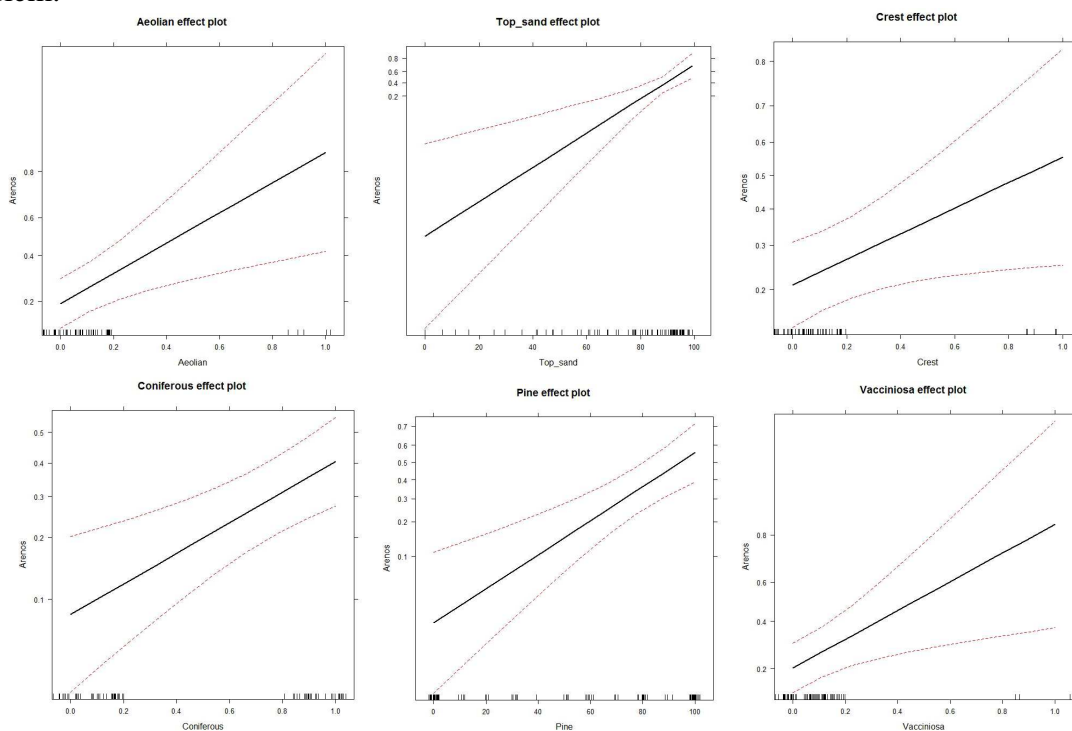 Aeolian effect plot
Arenos
0.8
0.6
0.4
0.2
0.0 0.2 0.4 0.6 0.8 1.0
Aeolian
Top_sand effect plot
Arenos
0.8
0.6
0.4
0.2
0 20 40 60 80 100
Top_sand
Crest effect plot
Arenos
0.8
0.7
0.6
0.5
0.4
0.3
0.2
0.0 0.2 0.4 0.6 0.8 1.0
Crest
Coniferous effect plot
Arenos
0.5
0.4
0.3
0.2
0.1
0.0 0.2 0.4 0.6 0.8 1.0
Coniferous
Pine effect plot
Arenos
0.7
0.6
0.5
0.4
0.3
0.2
0.1
0 20 40 60 80 100
Pine
Vacciniosa effect plot
Arenos
0.8
0.6
0.4
0.2
0.0 0.2 0.4 0.6 0.8 1.0
Vacciniosa